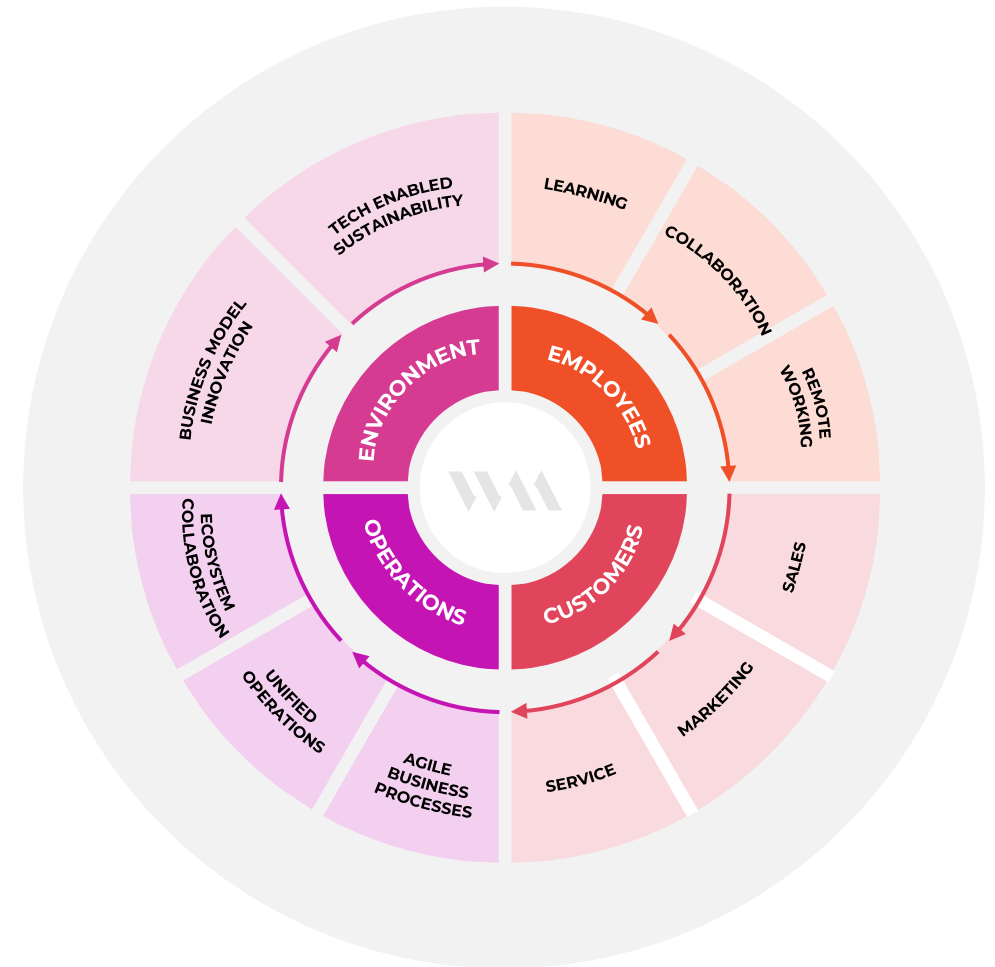 TECH ENABLED
SUSTAINABILITY
LEARNING
COLLABORATION
REMOTE
WORKING
BUSINESS MODEL
INNOVATION
ENVIRONMENT
EMPLOYEES
OPERATIONS
CUSTOMERS
ECOSYSTEM
COLLABORATION
SALES
UNIFIED
OPERATIONS
MARKETING
AGILE
BUSINESS
PROCESSES
SERVICE